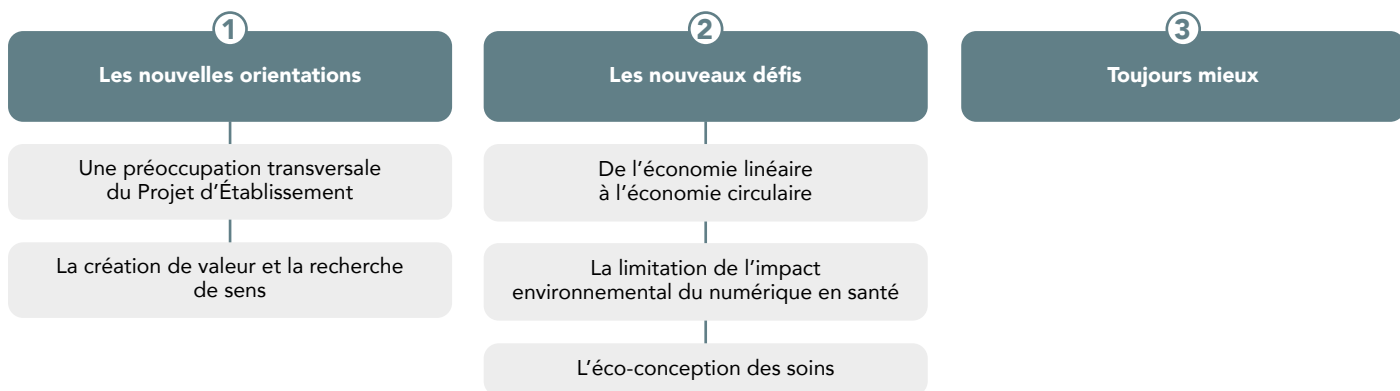 1
Les nouvelles orientations
Une préoccupation transversale
du Projet d’Établissement
La création de valeur et la recherche
de sens
2
Les nouveaux défis
De l’économie linéaire
à l’économie circulaire
La limitation de l’impact
environnemental du numérique en santé
L’éco-conception des soins
3
Toujours mieux